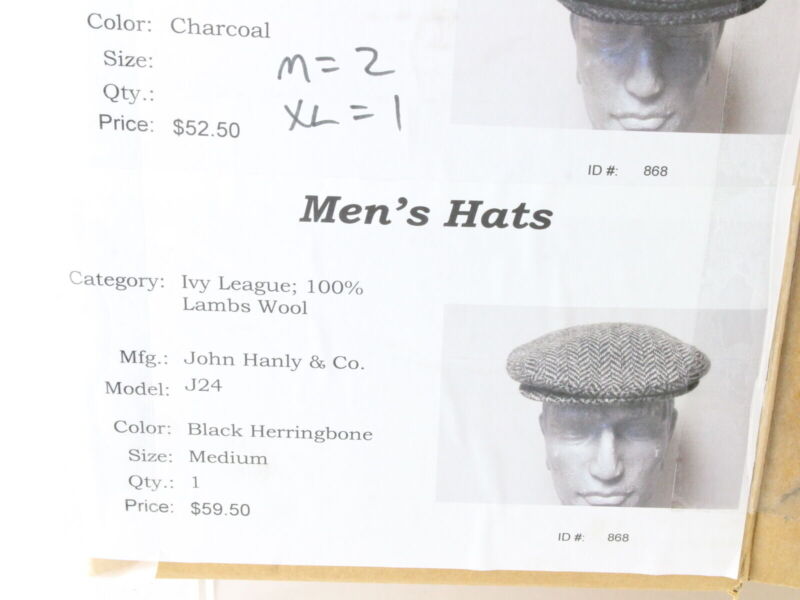 Color: Charcoal
Size:
M = 2
Qty.:
XL = 1
Price: $52.50
ID #: 868
Men's Hats
Category: Ivy League; 100%
Lambs Wool
Mfg.: John Hanly & Co.
Model: J24
Color: Black Herringbone
Size: Medium
Qty.: 1
Price: $59.50
ID #: 868